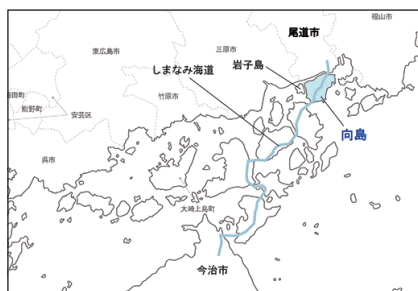 福山市
尾道市
三原市
東広島市
岩子島
しまなみ海道
竹原市
熊野町
安芸区
向島
呉市
大崎上島町
今治市